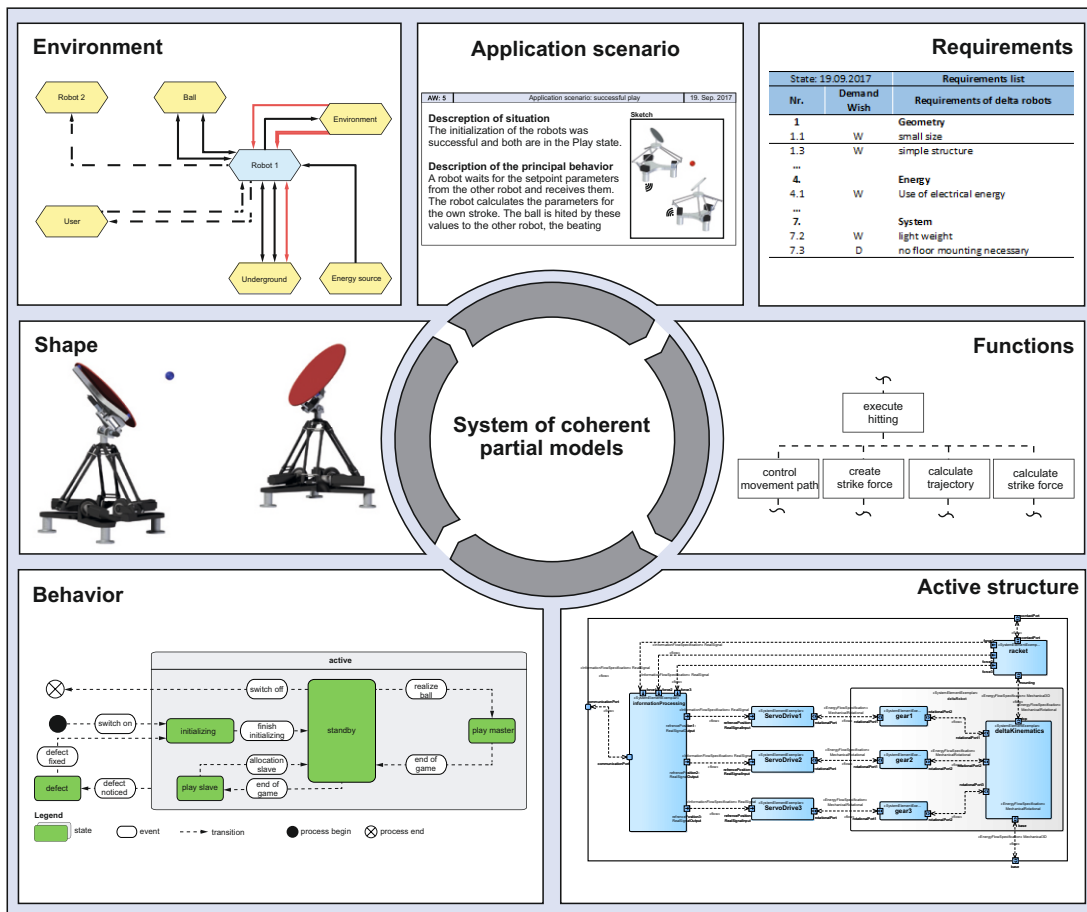 Environment
Robot 2
Ball
Environment
Robot 1
User
Underground
Energy source
Application scenario
AW: 5 Application scenario: successful play 19. Sep. 2017
Descreption of situation
The initialization of the robots was
successful and both are in the Play state.
Description of the principal behavior
A robot waits for the setpoint parameters
from the other robot and receives them.
The robot calculates the parameters for
the own stroke. The ball is hited by these
values to the other robot, the beating
Sketch
Requirements
State: 19.09.2017 Requirements list
Nr. Demand Wish Requirements of delta robots
1 Geometry
1.1 W small size
1.3 W simple structure
...
4. Energy
4.1 W Use of electrical energy
...
7. System
7.2 W light weight
7.3 D no floor mounting necessary
Shape
System of coherent
partial models
Functions
execute
hitting
control
movement path
create
strike force
calculate
trajectory
calculate
strike force
Behavior
active
switch off
realize
ball
switch on
initializing
finish
initializing
standby
play master
defect
fixed
allocation
slave
end of
game
defect
defect
noticed
play slave
end of
game
Legend
state
event
transition
process begin
process end
Active structure
racket
informationProcessing
ServoDrive1
gear1
deltaKinematics
ServoDrive2
gear2
communicationPort
ServoDrive3
gear3